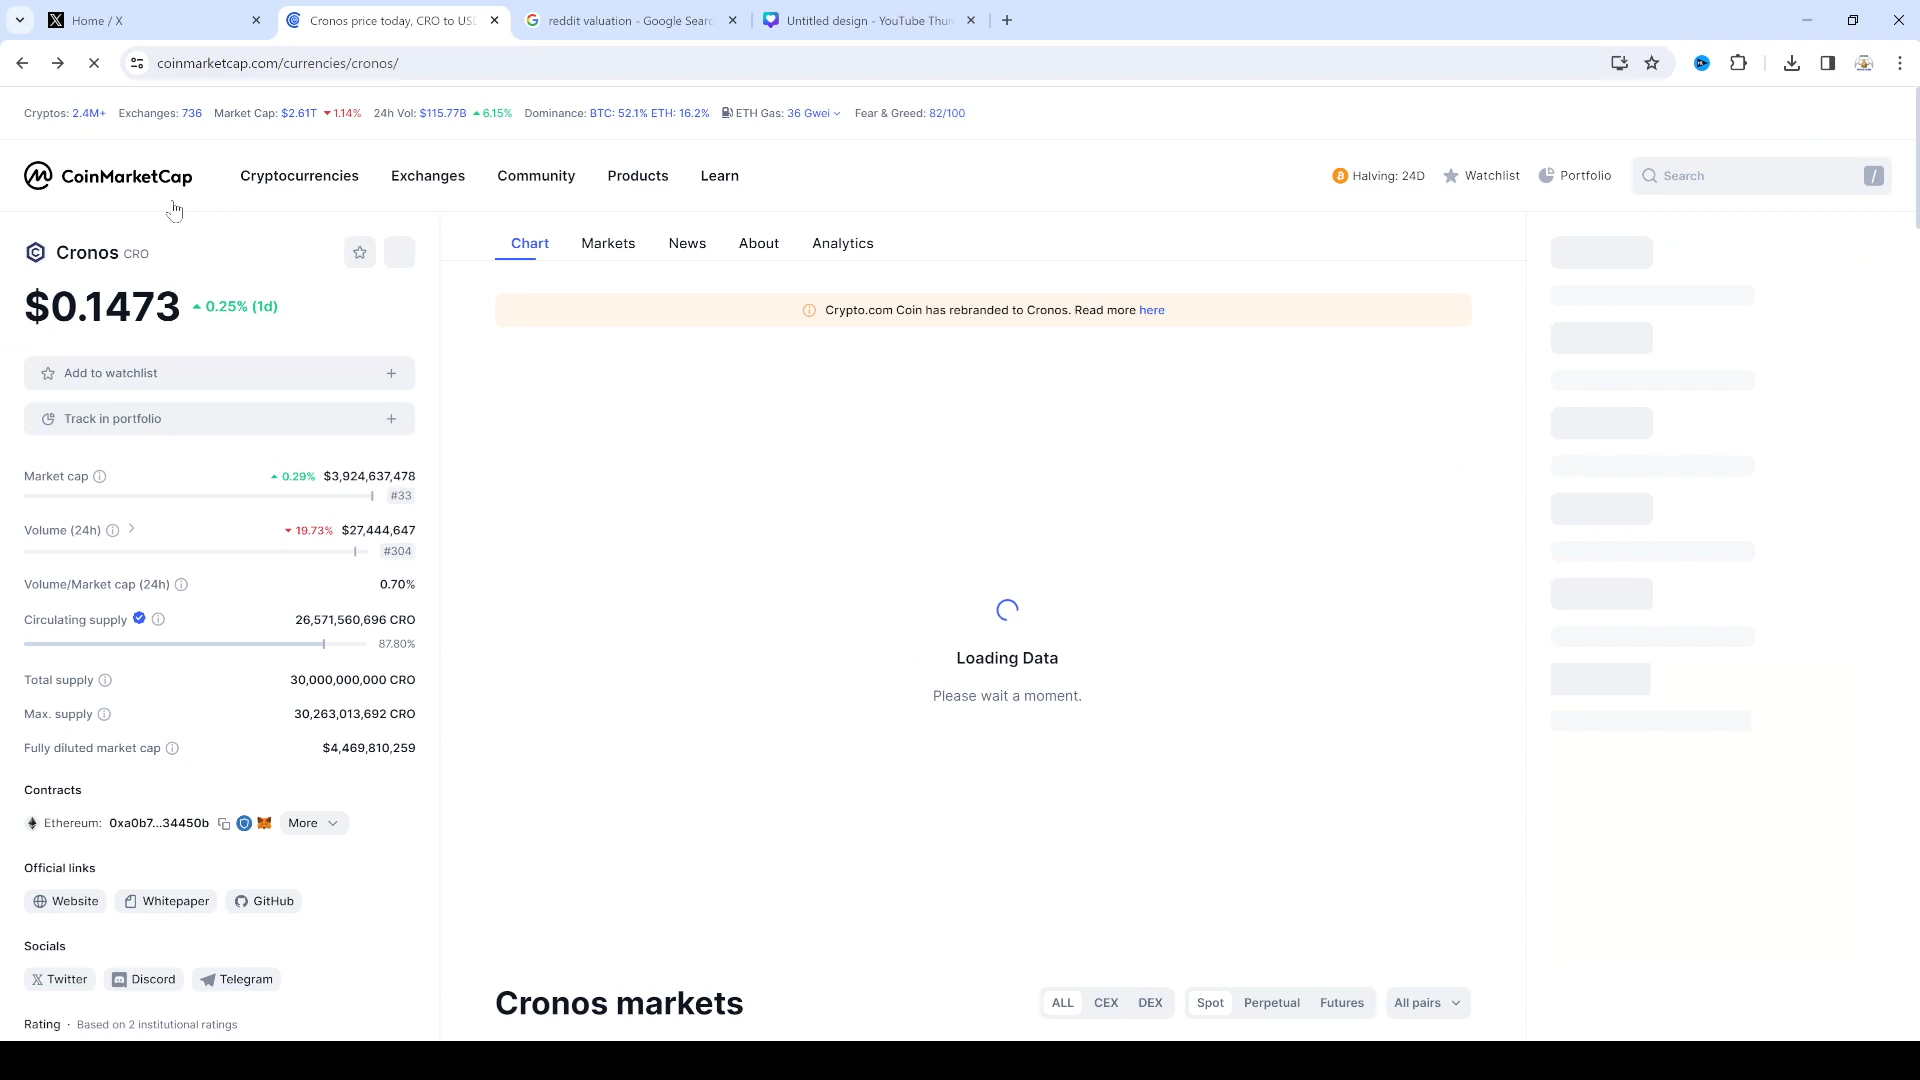 Home / X
Cronos price today, CRO to USD
reddit valuation - Google Search
Untitled design - YouTube Thum
coinmarketcap.com/currencies/cronos/
Cryptos: 2.4M+ Exchanges: 736 Market Cap: $2.61T 1.14% 24h Vol: $115.77B 6.15% Dominance: BTC: 52.1% ETH: 16.2% ETH Gas: 36 Gwei Fear & Greed: 82/100
CoinMarketCap Cryptocurrencies Exchanges Community Products Learn Halving: 24D Watchlist Portfolio Search /
Cronos CRO
$0.1473 0.25% (1d)
Add to watchlist +
Track in portfolio +
Market cap 0.29% $3,924,637,478
#33
Volume (24h) 19.73% $27,444,647
#304
Volume/Market cap (24h) 0.70%
Circulating supply 26,571,560,696 CRO
87.80%
Total supply 30,000,000,000 CRO
Max. supply 30,263,013,692 CRO
Fully diluted market cap $4,469,810,259
Contracts
Ethereum: 0xa0b7...34450b More
Official links
Website Whitepaper GitHub
Socials
Twitter Discord Telegram
Rating · Based on 2 institutional ratings
Chart Markets News About Analytics
Crypto.com Coin has rebranded to Cronos. Read more here
Loading Data
Please wait a moment.
Cronos markets ALL CEX DEX Spot Perpetual Futures All pairs